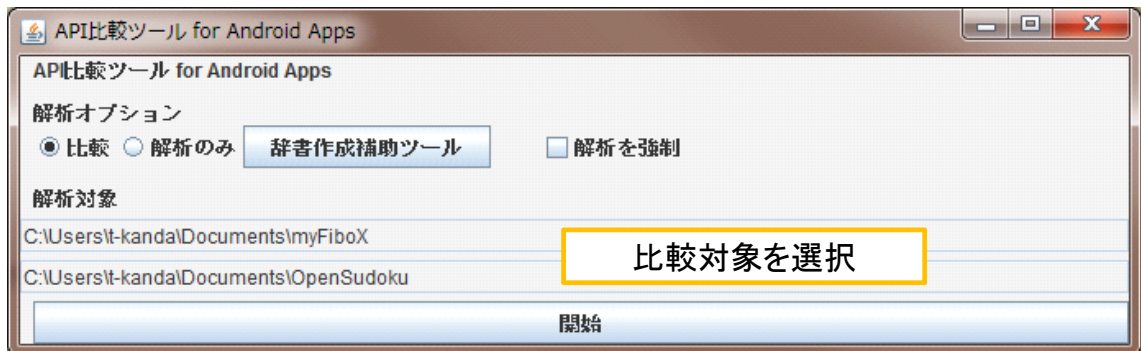 API比較ツール for Android Apps
API比較ツール for Android Apps
解析オプション
比較 解析のみ 辞書作成補助ツール 解析を強制
解析対象
C:\Users\t-kanda\Documents\myFiboX
比較対象を選択
C:\Users\t-kanda\Documents\OpenSudoku
開始